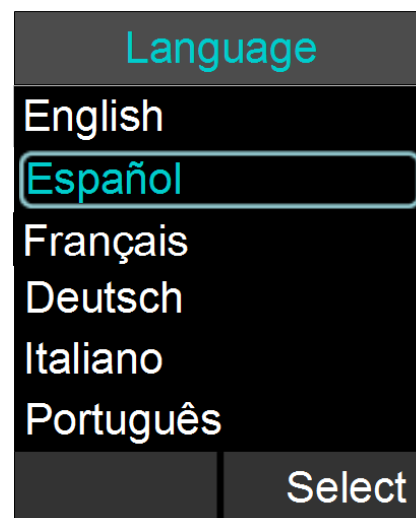 Language
English
Español
Français
Deutsch
Italiano
Português
Select